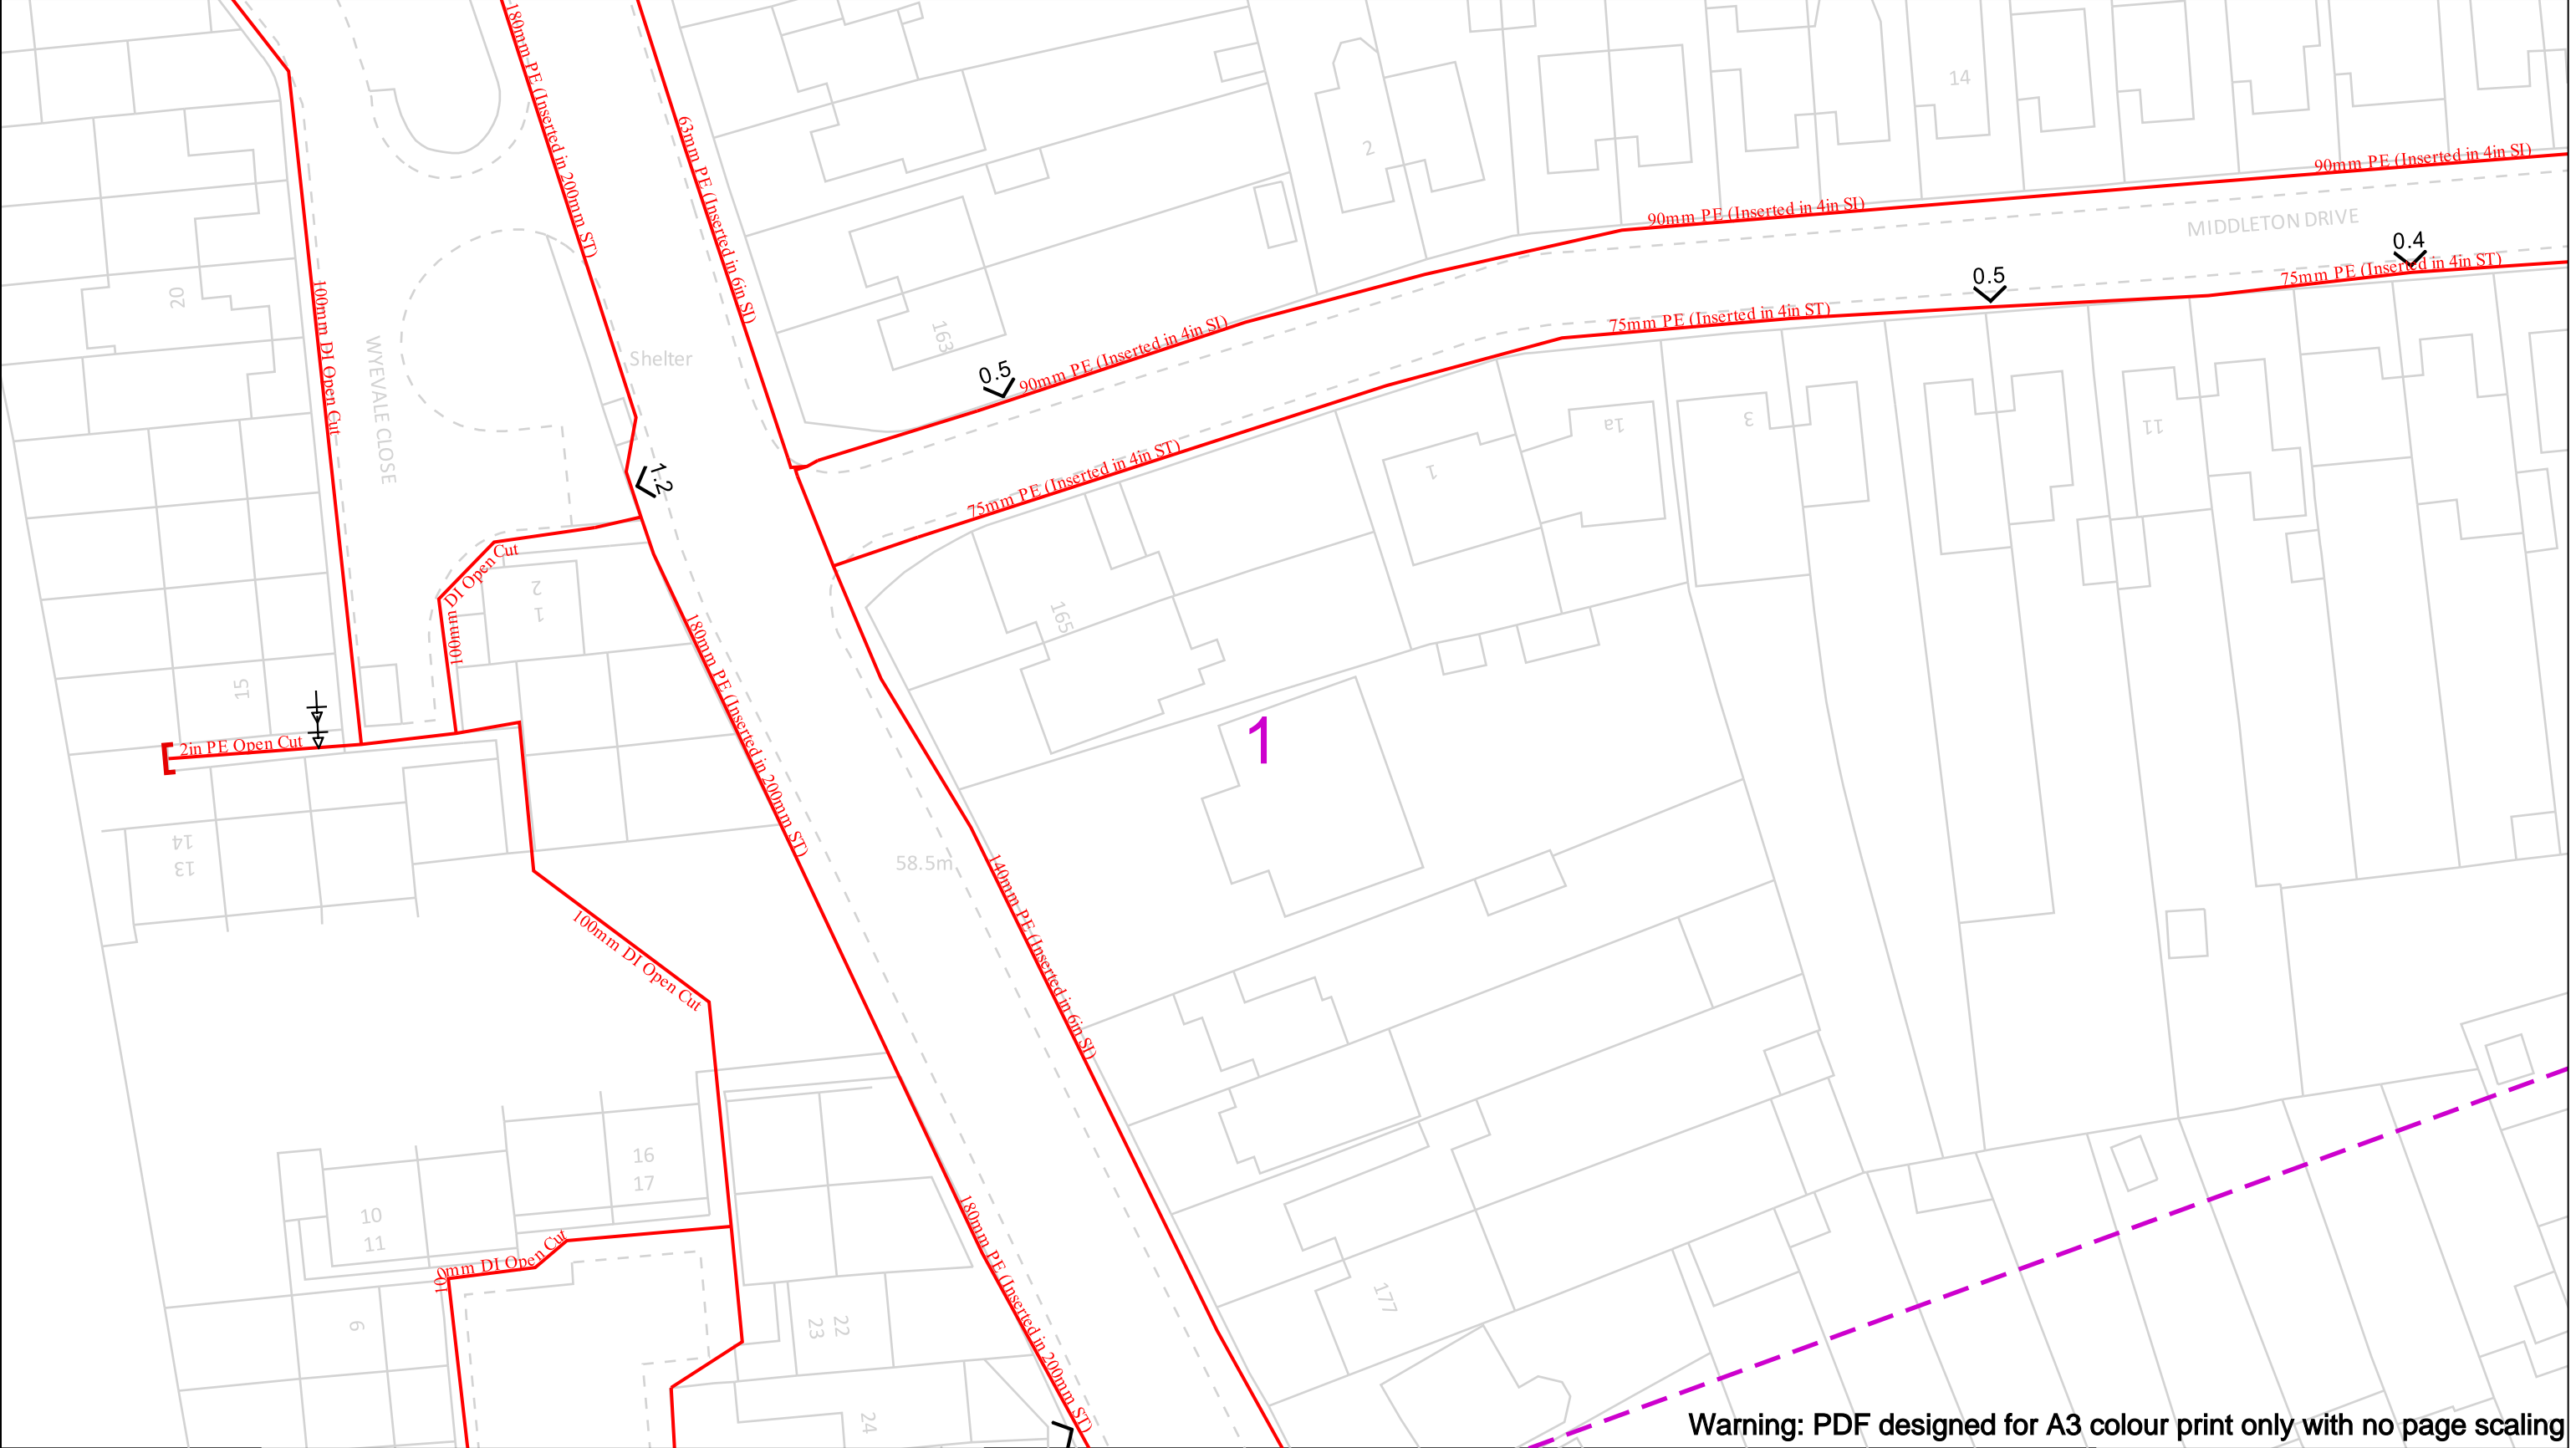 180mm PE (Inserted in 200mm ST)
63mm PE (Inserted in 6in SI)
2
14
90mm PE (Inserted in 4in SI)
90mm PE (Inserted in 4in SI)
MIDDLETON DRIVE
0.4
75mm PE (Inserted in 4in ST)
0.5
75mm PE (Inserted in 4in ST)
20
100mm DI Open Cut
WYEVALE CLOSE
Shelter
163
0.5
90mm PE (Inserted in 4in SI)
1.2
75mm PE (Inserted in 4in ST)
1
1a
3
11
100mm DI Open Cut
2
1
165
180mm PE (Inserted in 200mm ST)
15
2in PE Open Cut
1
14
13
58.5m
140mm PE (Inserted in 6in SI)
100mm DI Open Cut
16
17
10
11
100mm DI Open Cut
180mm PE (Inserted in 200mm ST)
177
23
22
24
Warning: PDF designed for A3 colour print only with no page scaling